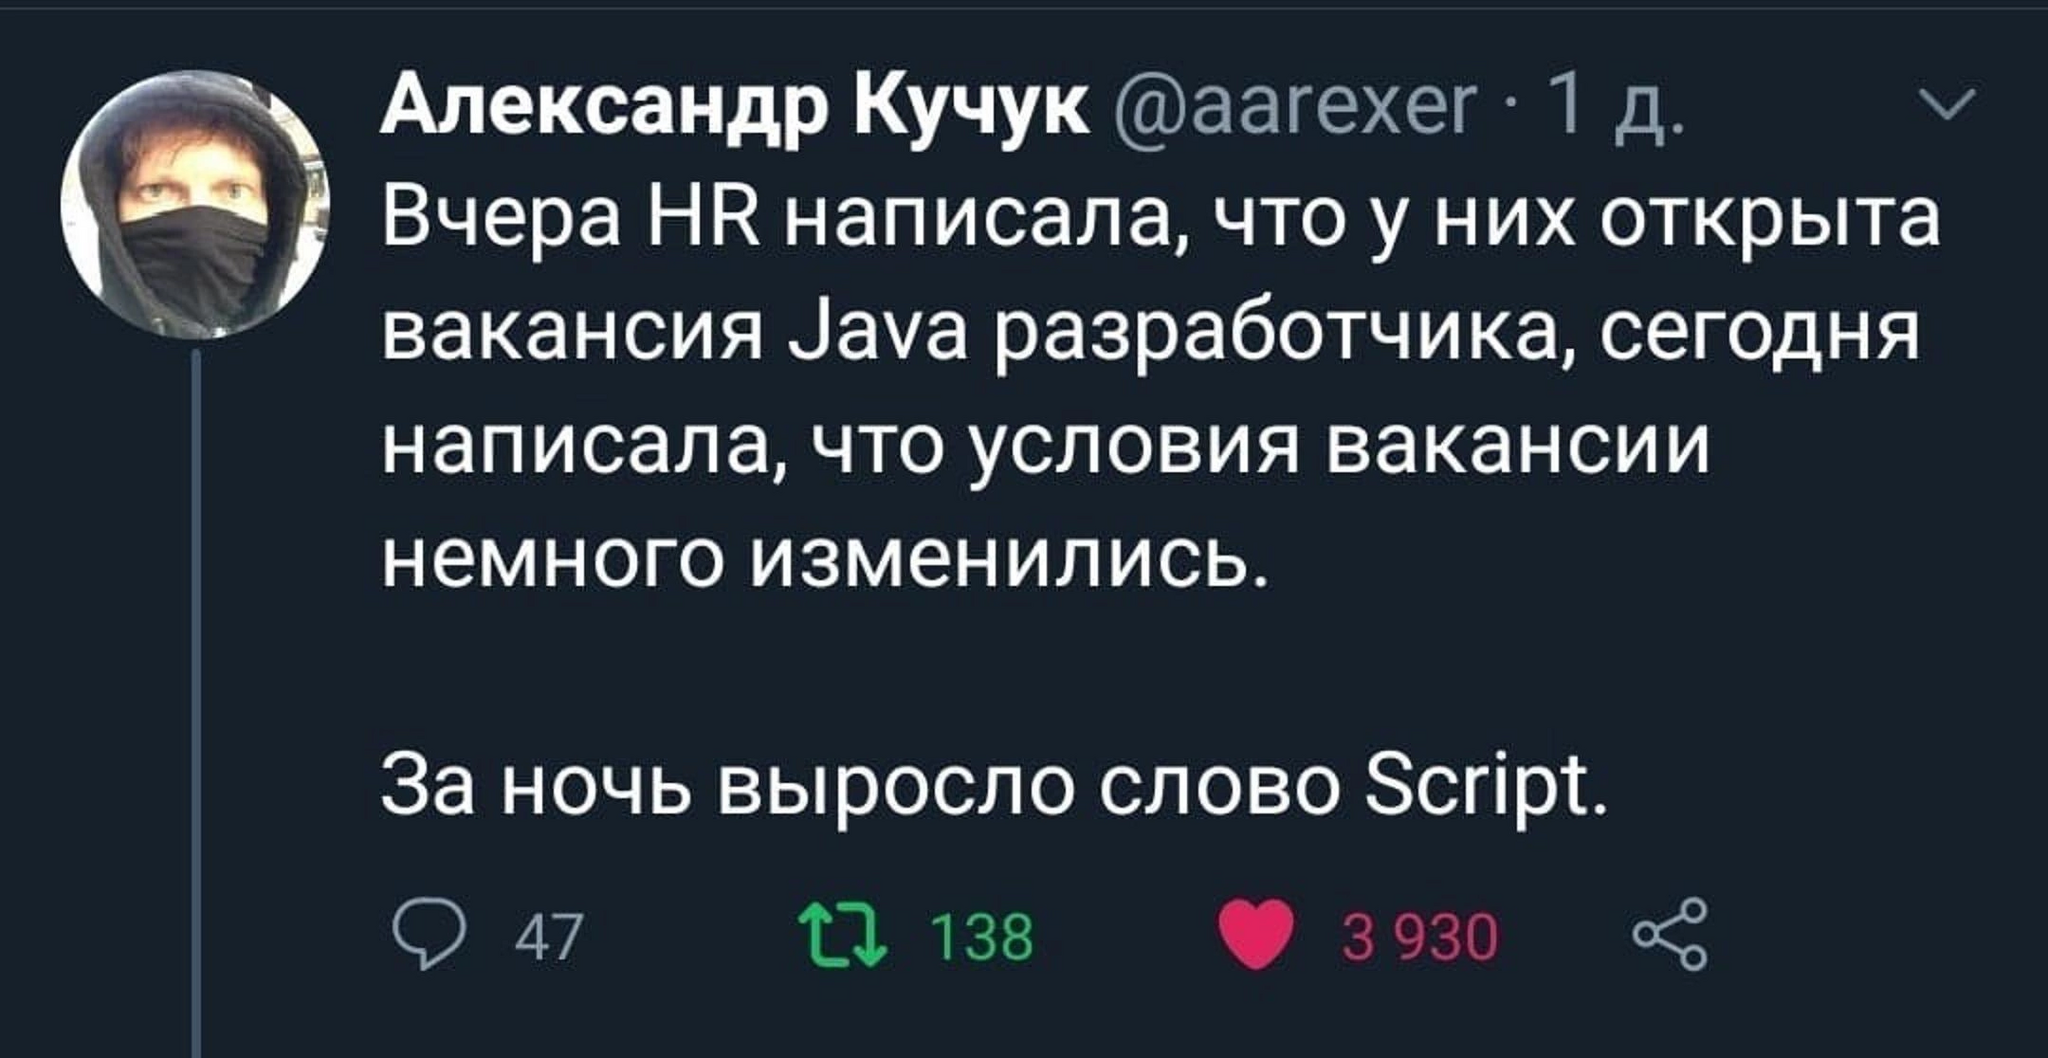 Александр Кучук @aarexer · 1 д.
Вчера HR написала, что у них открыта
вакансия Java разработчика, сегодня
написала, что условия вакансии
немного изменились.
За ночь выросло слово Script.
47 138 3 930